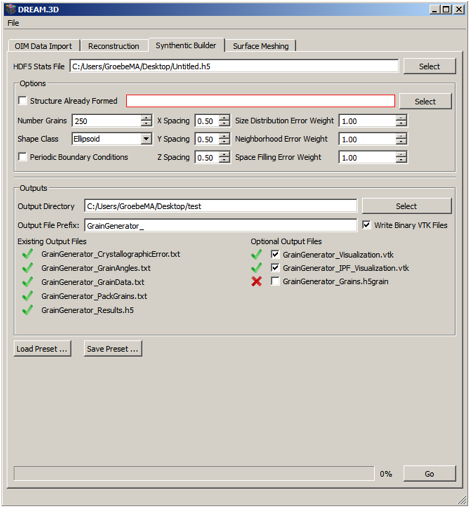 DREAM.3D
File
OIM Data Import Reconstruction Synthentic Builder Surface Meshing
HDF5 Stats File C:/Users/GroebeMA/Desktop/Untitled.h5 Select
Options
Structure Already Formed Select
Number Grains 250 X Spacing 0.50 Size Distribution Error Weight 1.00
Shape Class Ellipsoid Y Spacing 0.50 Neighborhood Error Weight 1.00
Periodic Boundary Conditions Z Spacing 0.50 Space Filling Error Weight 1.00
Outputs
Output Directory C:/Users/GroebeMA/Desktop/test Select
Output File Prefix: GrainGenerator_ Write Binary VTK Files
Existing Output Files Optional Output Files
GrainGenerator_CrystallographicError.txt GrainGenerator_Visualization.vtk
GrainGenerator_GrainAngles.txt GrainGenerator_IPF_Visualization.vtk
GrainGenerator_GrainData.txt GrainGenerator_Grains.h5grain
GrainGenerator_PackGrains.txt
GrainGenerator_Results.h5
Load Preset ... Save Preset ...
0% Go